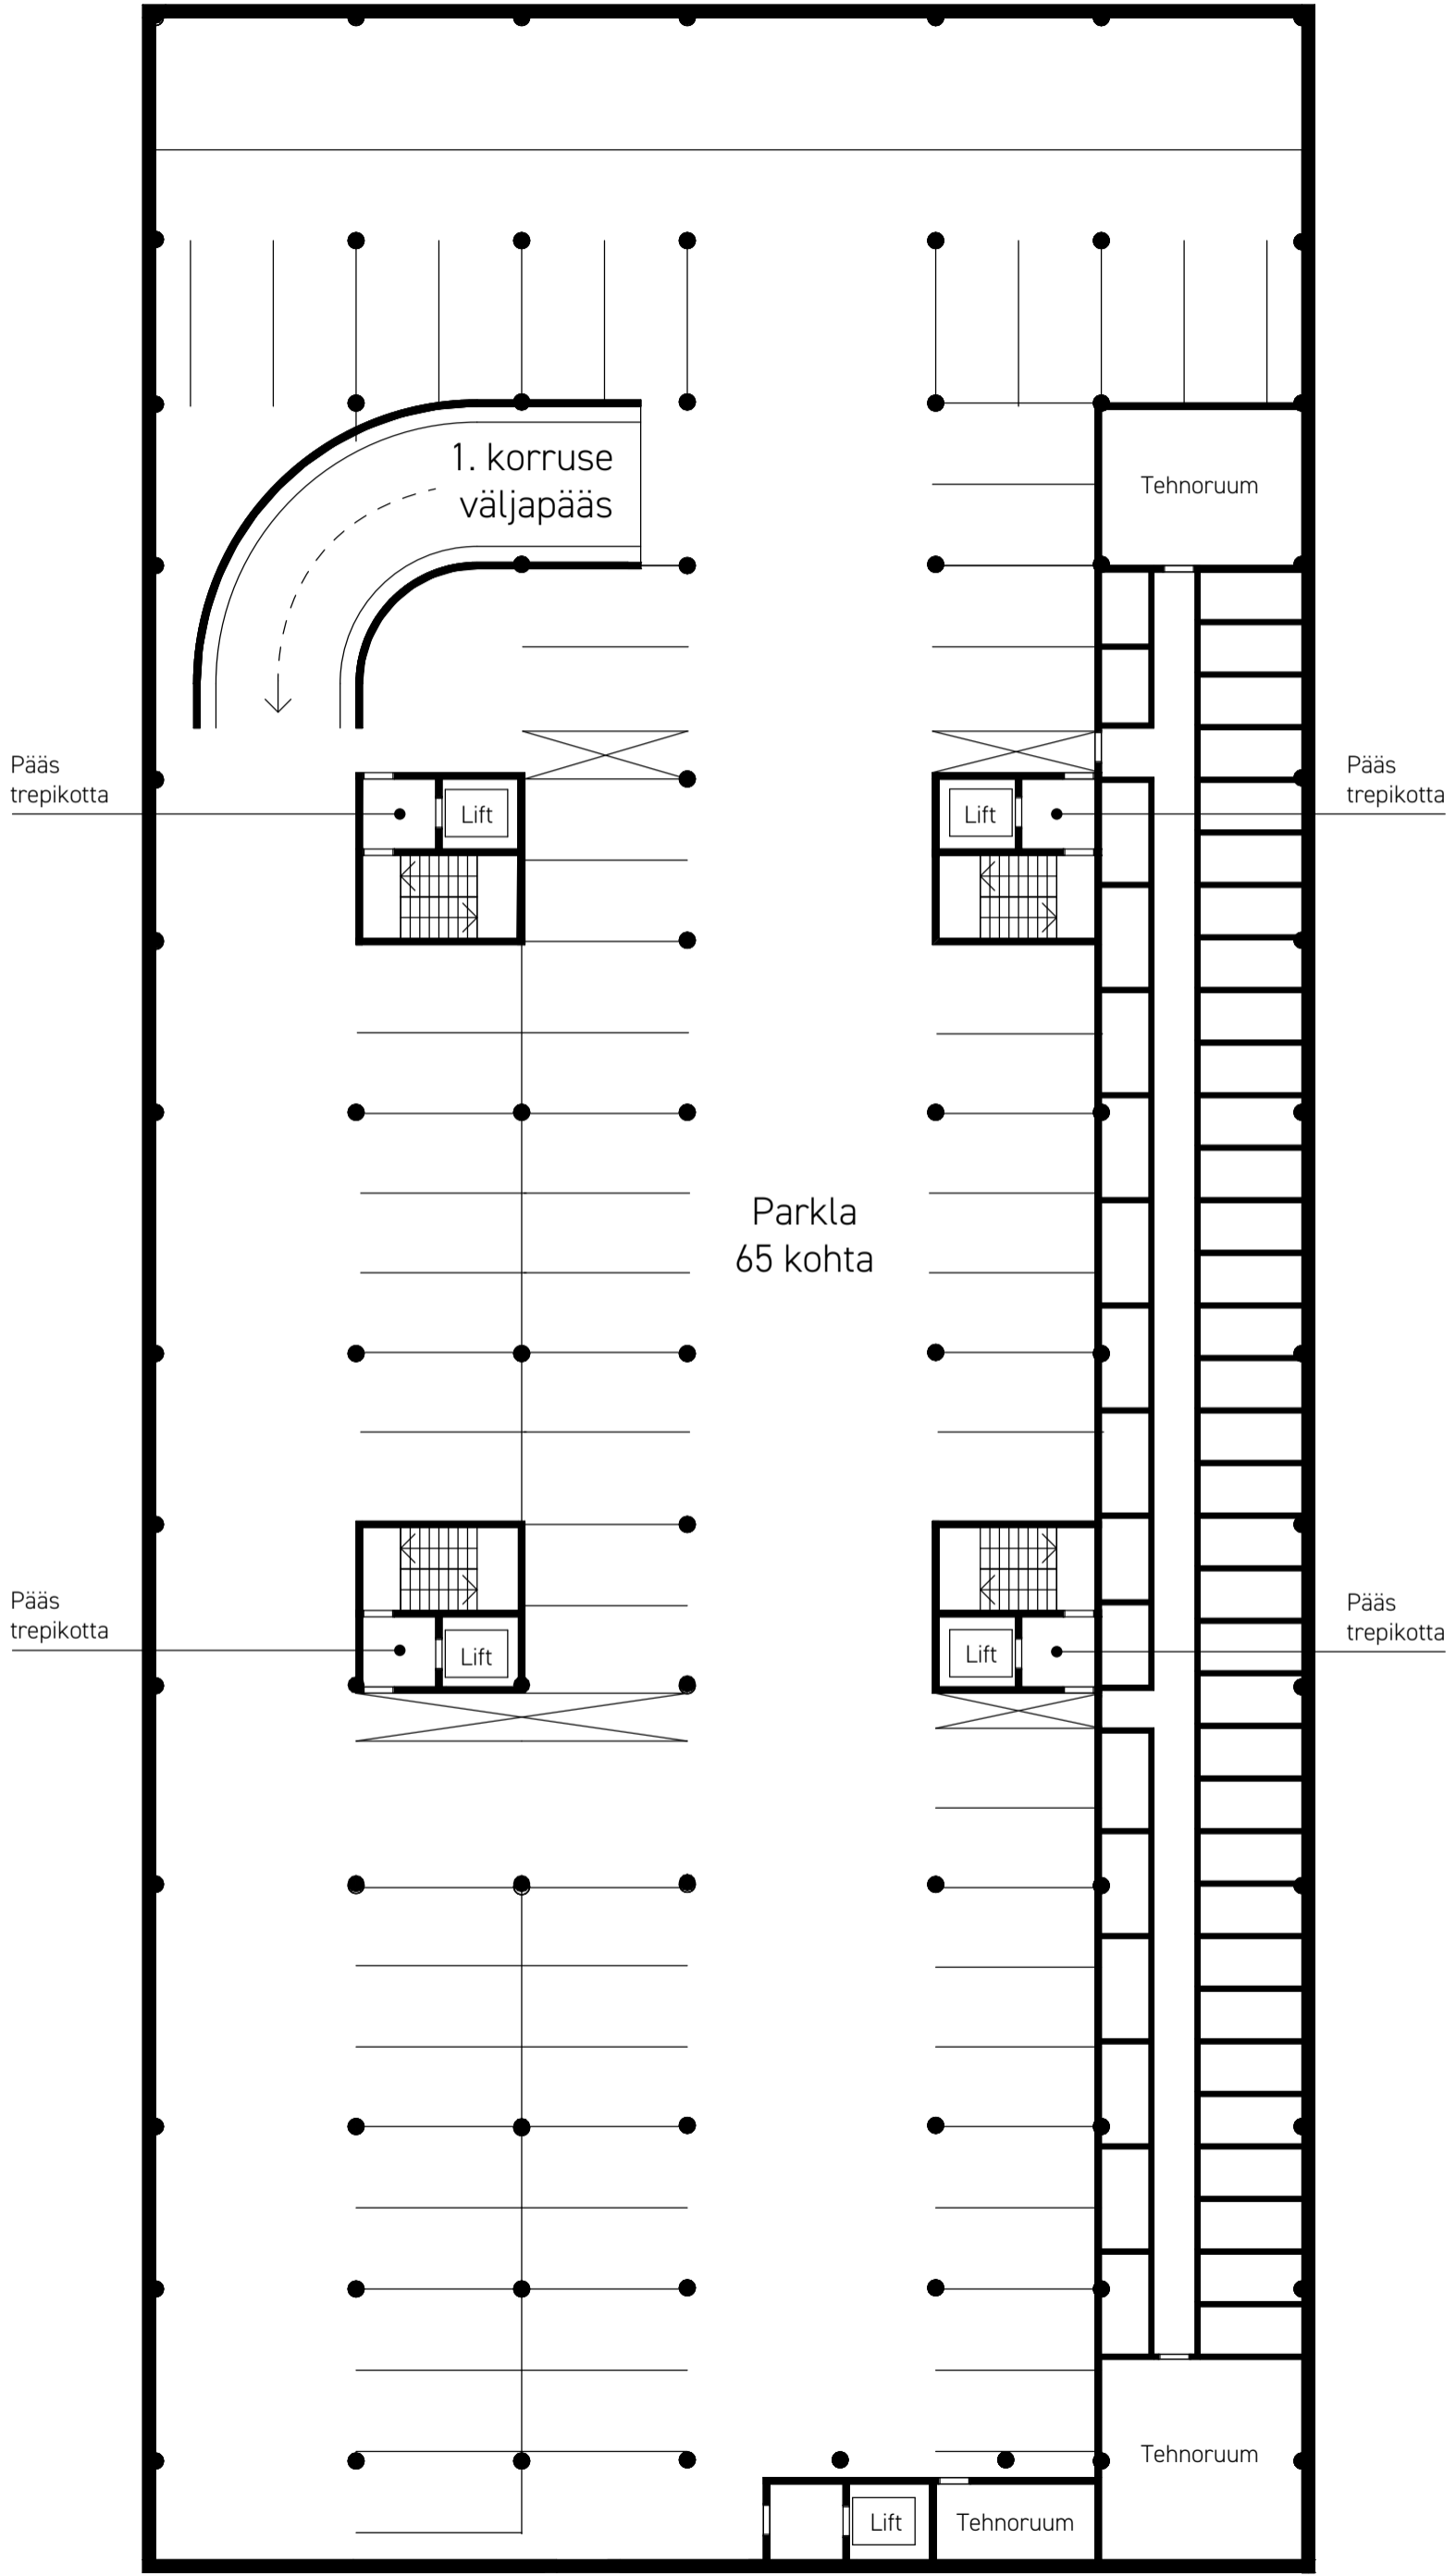 1. korruse
väljapääs
Tehnoruum
Pääs
trepikotta
Lift
Lift
Pääs
trepikotta
Parkla
65 kohta
Pääs
trepikotta
Lift
Lift
Pääs
trepikotta
Tehnoruum
Lift
Tehnoruum